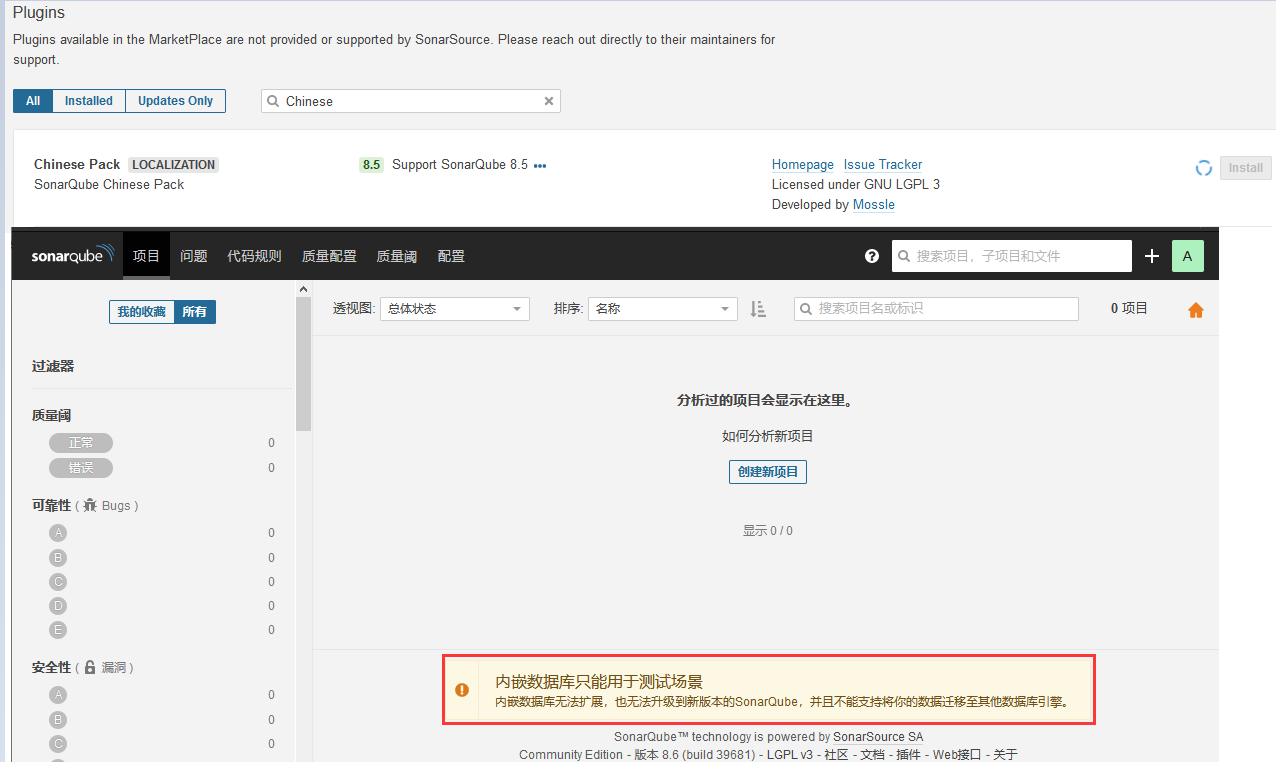 Plugins
Plugins available in the MarketPlace are not provided or supported by SonarSource. Please reach out directly to their maintainers for
support.
All Installed Updates Only Chinese
Chinese Pack LOCALIZATION 8.5 Support SonarQube 8.5 Homepage Issue Tracker Install
SonarQube Chinese Pack Licensed under GNU LGPL 3
Developed by Mossle
sonarqube 项目 问题 代码规则 质量配置 质量阈 配置 搜索项目，子项目和文件 A
我的收藏 所有 透视图: 总体状态 排序: 名称 搜索项目名或标识 0 项目
过滤器
分析过的项目会显示在这里。
质量阈
如何分析新项目
正常 0
错误 0
创建新项目
可靠性 ( Bugs )
A 0
显示 0 / 0
B 0
C 0
D 0
E 0
安全性 ( 漏洞 )
内嵌数据库只能用于测试场景
A 0
内嵌数据库无法扩展，也无法升级到新版本的SonarQube，并且不能支持将你的数据迁移至其他数据库引擎。
B 0
SonarQube™ technology is powered by SonarSource SA
C 0
Community Edition - 版本 8.6 (build 39681) - LGPL v3 - 社区 - 文档 - 插件 - Web接口 - 关于